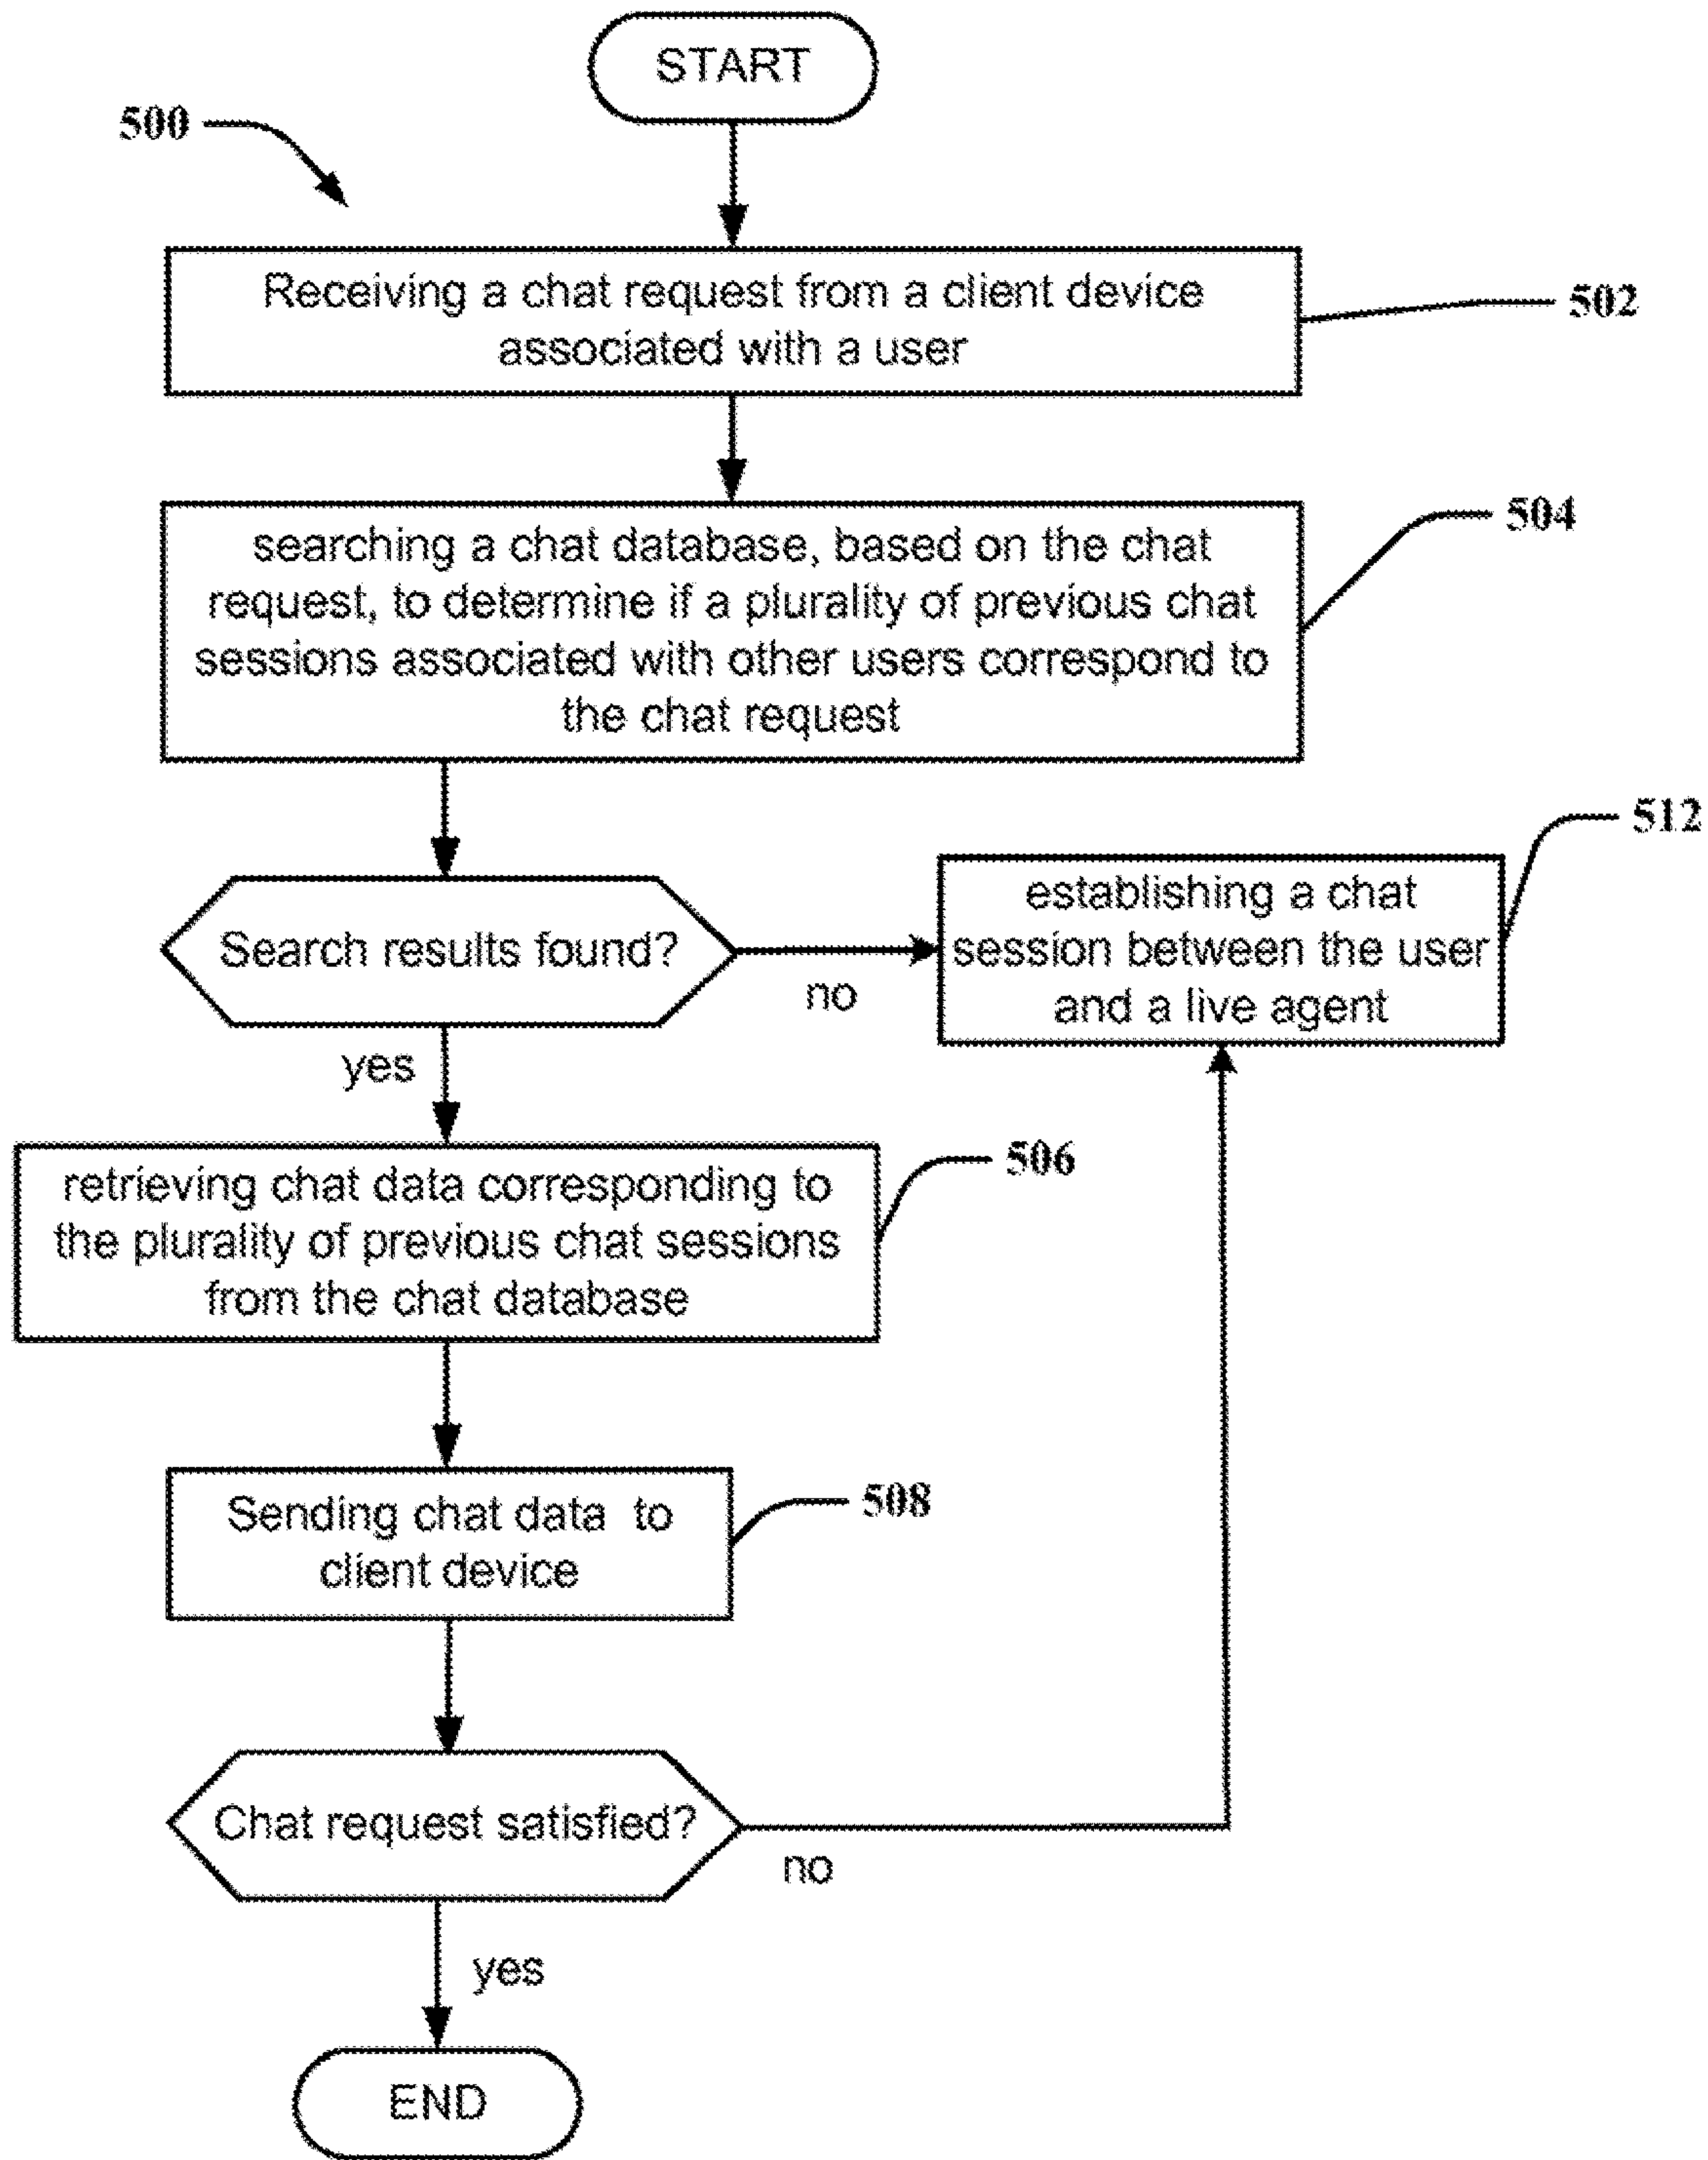 START
500
Receiving a chat request from a client device
associated with a user
502
searching a chat database, based on the chat
request, to determine if a plurality of previous chat
sessions associated with other users correspond to
the chat request
504
512
establishing a chat
session between the user
and a live agent
Search results found?
no
yes
retrieving chat data corresponding to
the plurality of previous chat sessions
from the chat database
506
Sending chat data to
client device
508
Chat request satisfied?
no
yes
END